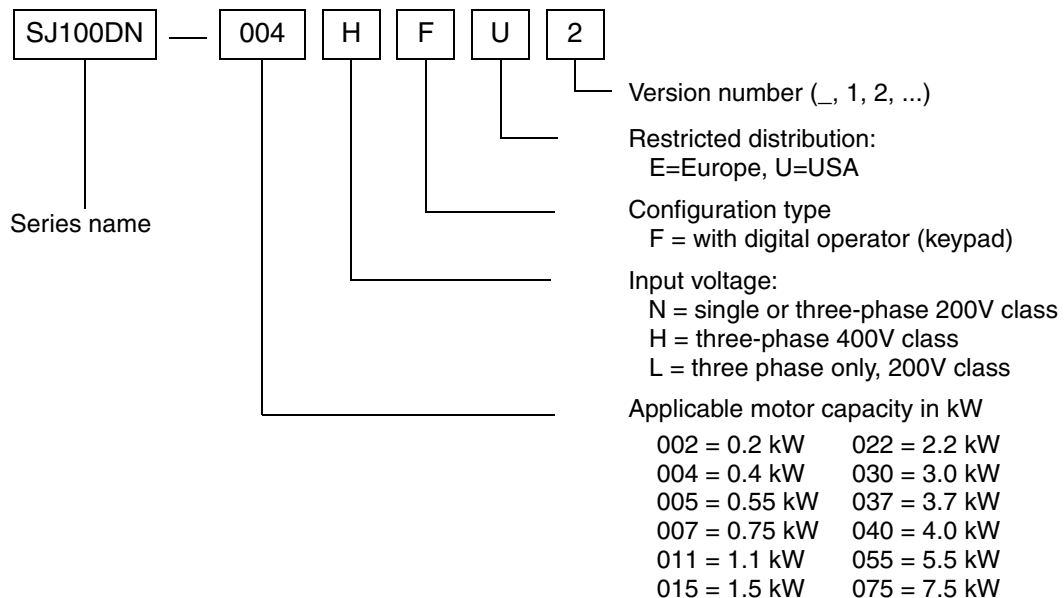 SJ100DN — 004 H F U 2
Version number (_, 1, 2, ...)
Restricted distribution:
E=Europe, U=USA
Series name
Configuration type
F = with digital operator (keypad)
Input voltage:
N = single or three-phase 200V class
H = three-phase 400V class
L = three phase only, 200V class
Applicable motor capacity in kW
002 = 0.2 kW 022 = 2.2 kW
004 = 0.4 kW 030 = 3.0 kW
005 = 0.55 kW 037 = 3.7 kW
007 = 0.75 kW 040 = 4.0 kW
011 = 1.1 kW 055 = 5.5 kW
015 = 1.5 kW 075 = 7.5 kW